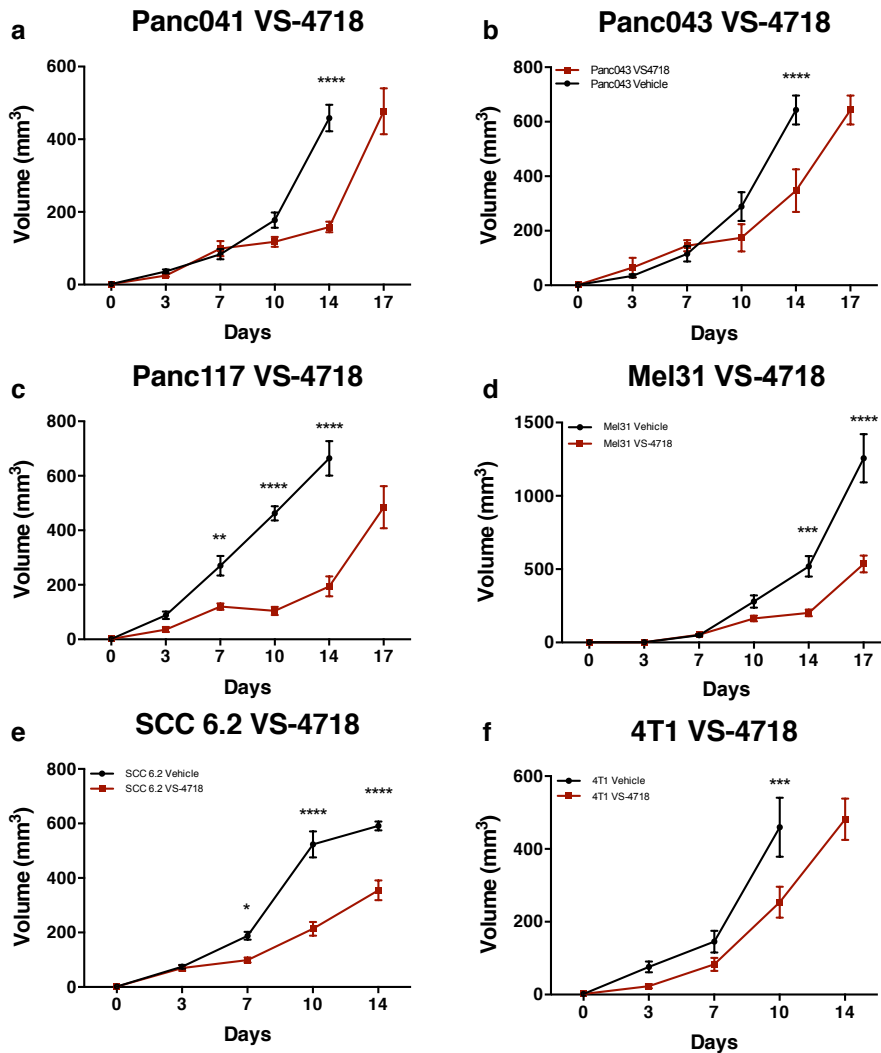 a
Panc041 VS-4718
****
400
200
0
Volume (mm3)
0 3 7 10 14 17
Days
b
Panc043 VS-4718
Panc043 VS4718
Panc043 Vehicle
****
800
600
400
200
0
Volume (mm3)
0 3 7 10 14 17
Days
c
Panc117 VS-4718
****
****
**
800
600
400
200
0
Volume (mm3)
0 3 7 10 14 17
Days
d
Mel31 VS-4718
Mel31 Vehicle
Mel31 VS-4718
****
***
1500
1000
500
0
Volume (mm3)
0 3 7 10 14 17
Days
e
SCC 6.2 VS-4718
SCC 6.2 Vehicle
SCC 6.2 VS-4718
****
****
*
800
600
400
200
0
Volume (mm3)
0 3 7 10 14
Days
f
4T1 VS-4718
4T1 Vehicle
4T1 VS-4718
***
600
400
200
0
Volume (mm3)
0 3 7 10 14
Days